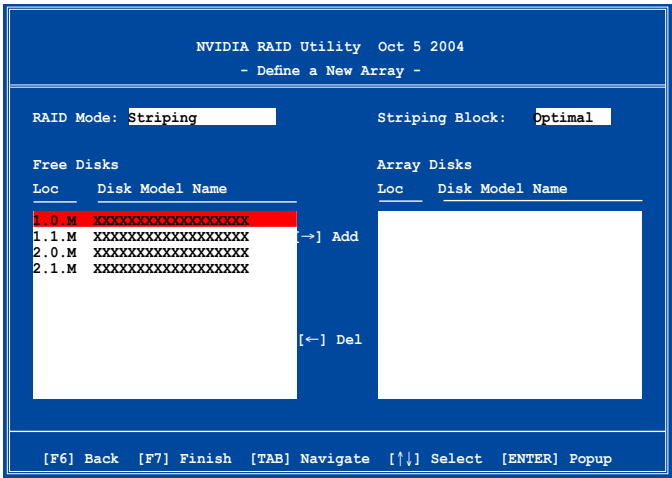 NVIDIA RAID Utility  Oct 5 2004
- Define a New Array -
RAID Mode: Striping
Striping Block: Optimal
Free Disks
Array Disks
Loc Disk Model Name
Loc Disk Model Name
1.0.M XXXXXXXXXXXXXXXXXX
1.1.M XXXXXXXXXXXXXXXXXX
[→] Add
2.0.M XXXXXXXXXXXXXXXXXX
2.1.M XXXXXXXXXXXXXXXXXX
[←] Del
[F6] Back [F7] Finish [TAB] Navigate [↑↓] Select [ENTER] Popup